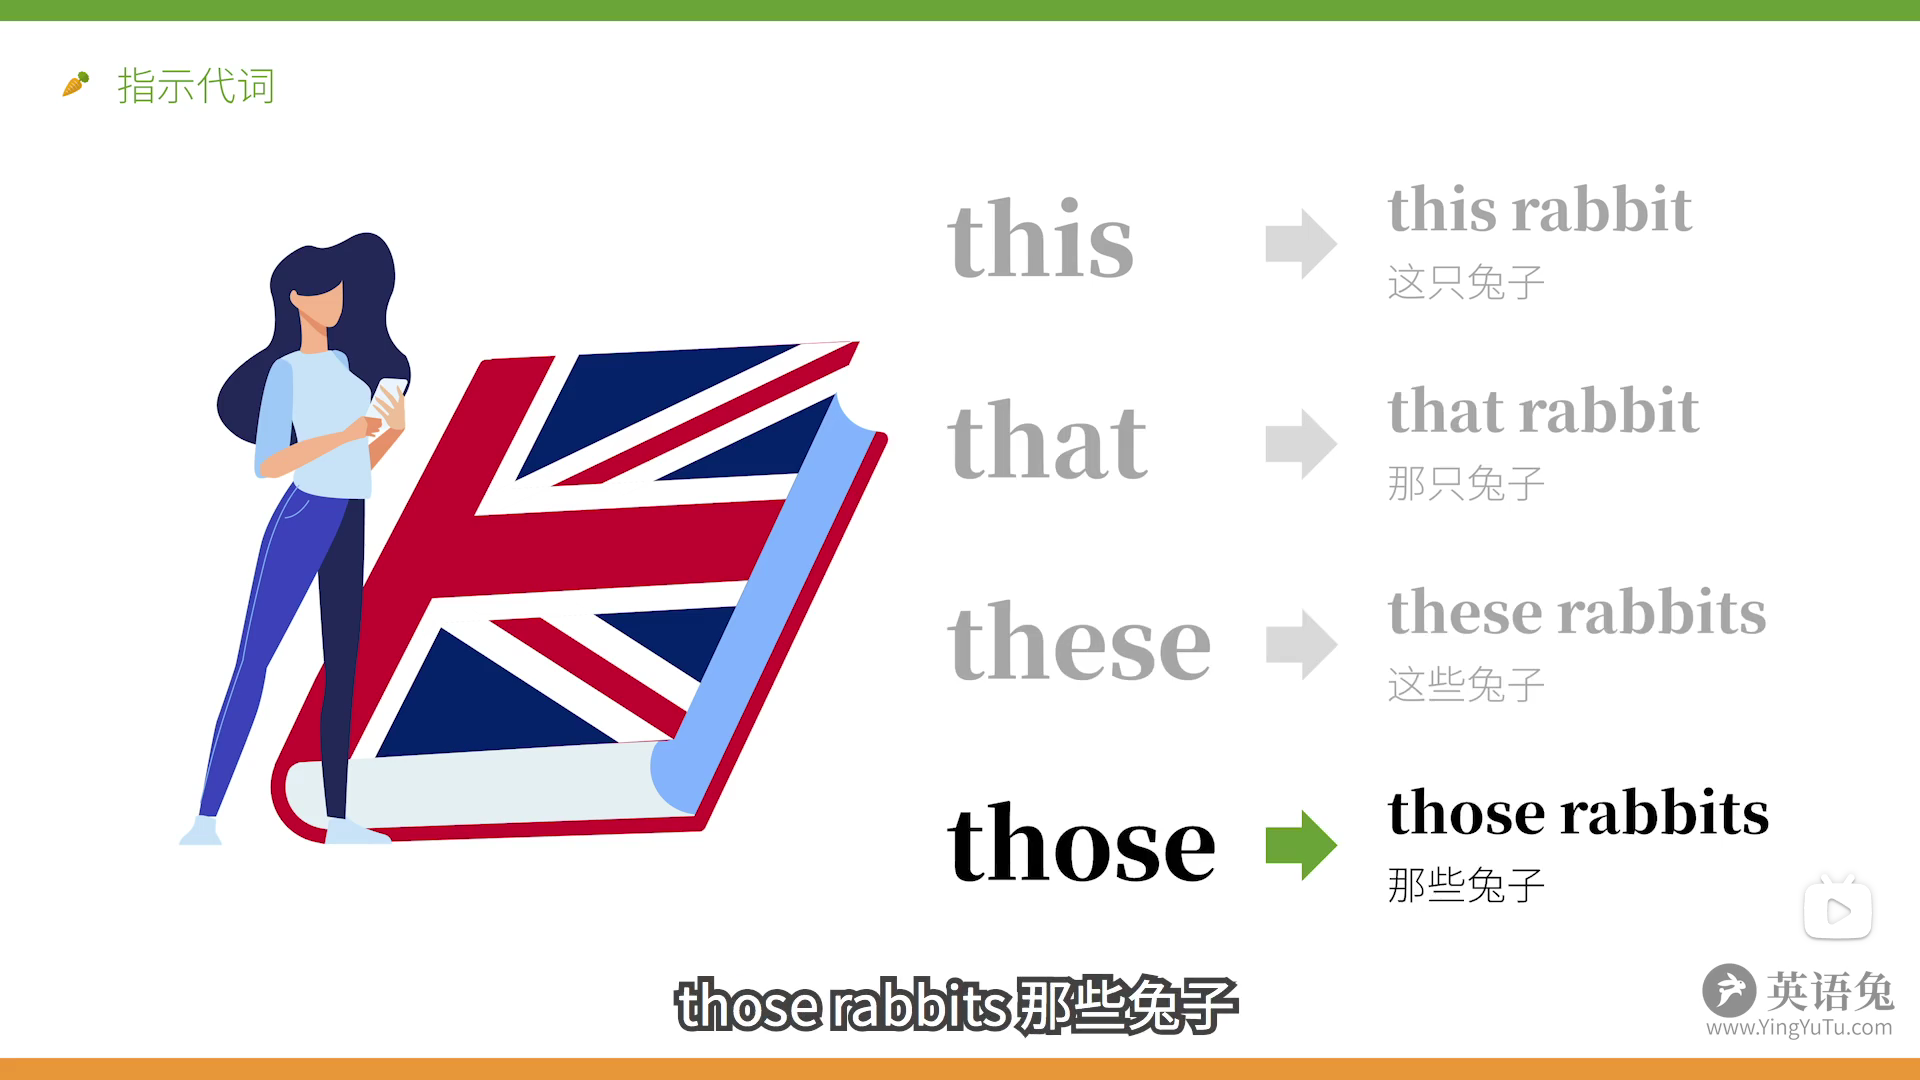 指示代词
this
this rabbit
这只兔子
that
that rabbit
那只兔子
these
these rabbits
这些兔子
those
those rabbits
那些兔子
those rabbits 那些兔子
英语兔
www.YingYuTu.com